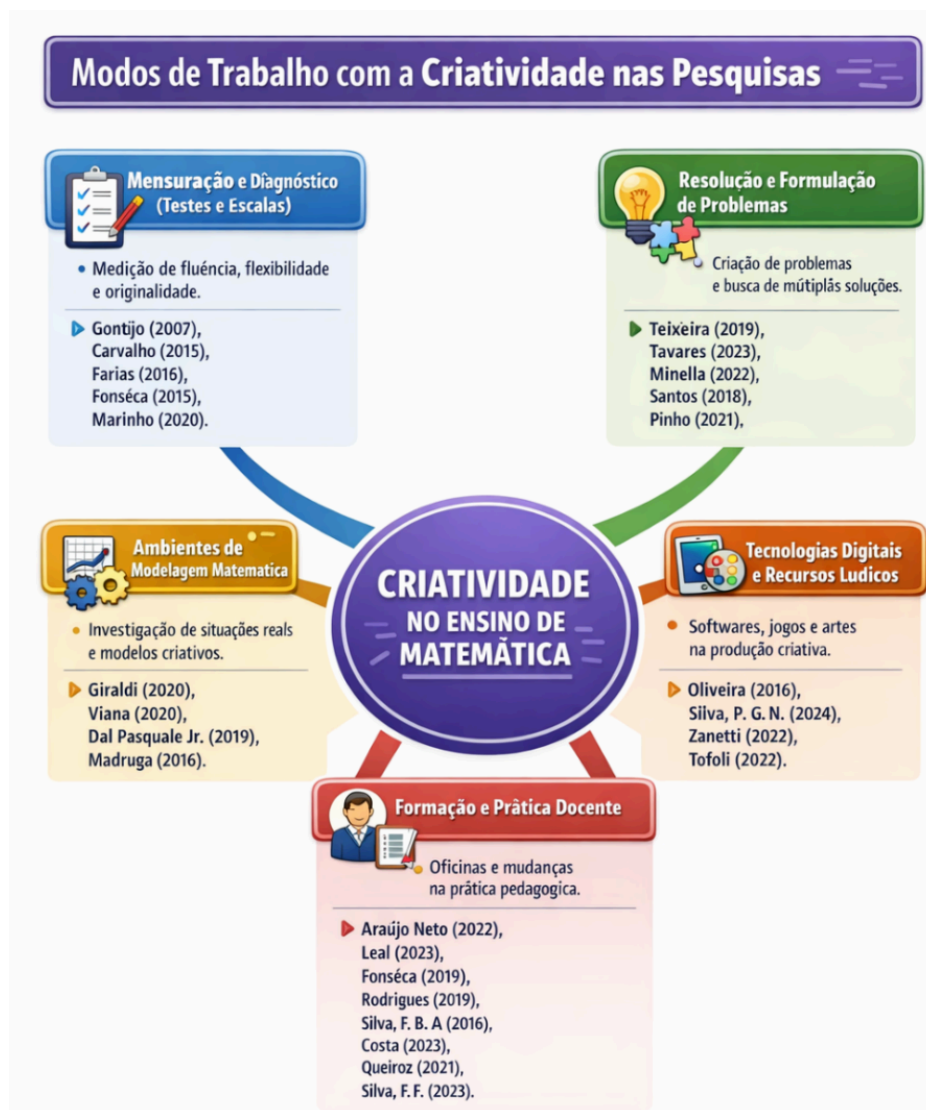 Modos de Trabalho com a Criatividade nas Pesquisas
Mensuração e Dìagnóstico
(Testes e Escalas)
• Medição de fluéncia, flexibilidade
e originalidade.
Gontijo (2007),
Carvalho (2015),
Farias (2016),
Fonséca (2015),
Marinho (2020).
Resolução e Formulação
de Problemas
Criação de problemas
e busca de mútiplãs soluções.
Teixeira (2019),
Tavares (2023),
Minella (2022),
Santos (2018),
Pinho (2021),
CRIATIVIDADE
NO ENSINO DE
MATEMĂTICA
Ambientes de
Modelagem Matematica
• Investigação de situações reals
e modelos criativos.
Giraldi (2020),
Viana (2020),
Dal Pasquale Jr. (2019),
Madruga (2016).
Tecnologias Digitais
e Recursos Ludicos
• Softwares, jogos e artes
na produção criativa.
Oliveira (2016),
Silva, P. G. N. (2024),
Zanetti (2022),
Tofoli (2022).
Formação e Pràtica Docente
Oficinas e mudanças
na prâtica pedagogica.
Araújo Neto (2022),
Leal (2023),
Fonséca (2019),
Rodrigues (2019),
Silva, F. B. A (2016),
Costa (2023),
Queiroz (2021),
Silva, F. F. (2023).